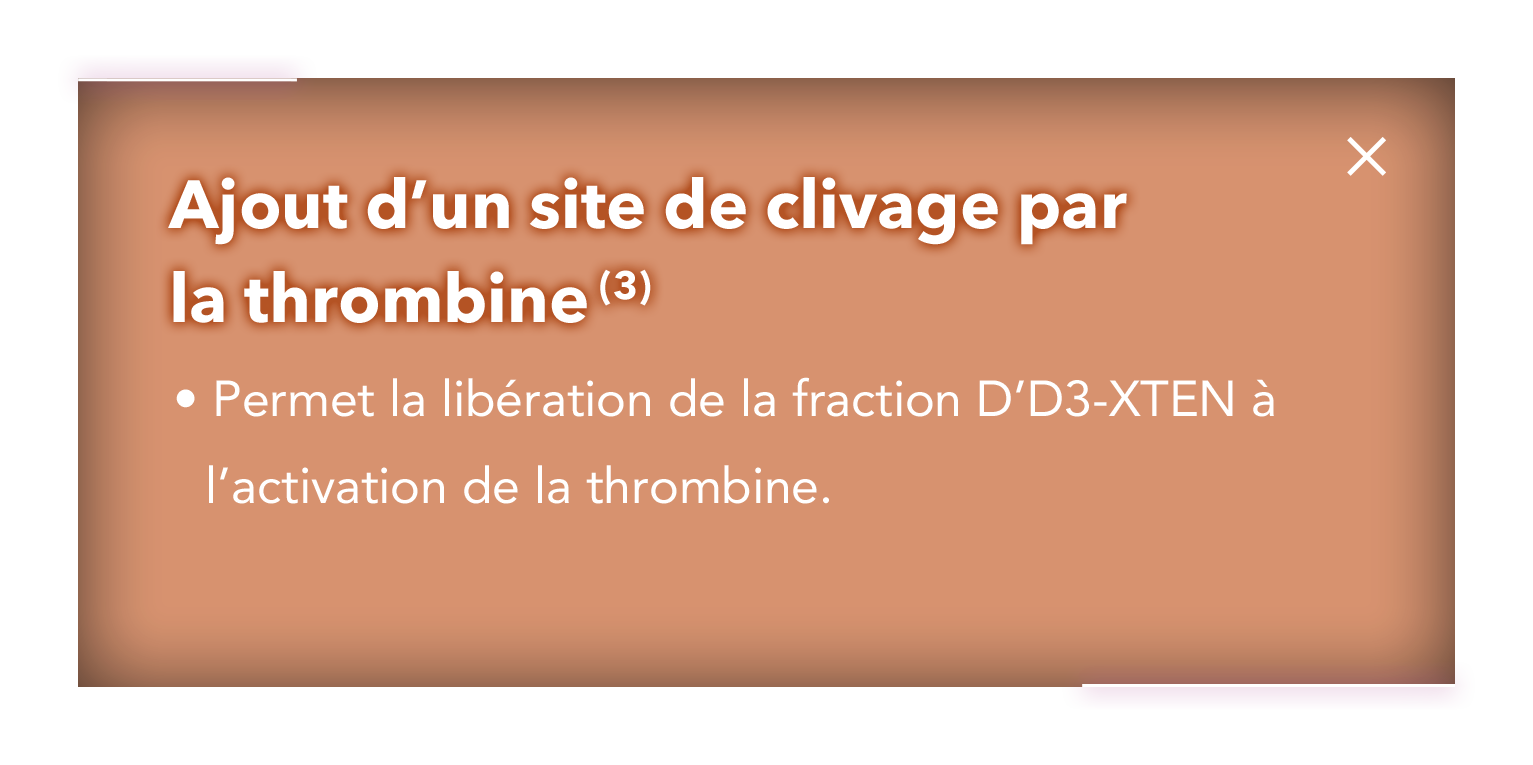 Ajout d’un site de clivage par
la thrombine (3)
• Permet la libération de la fraction D’D3-XTEN à
l’activation de la thrombine.